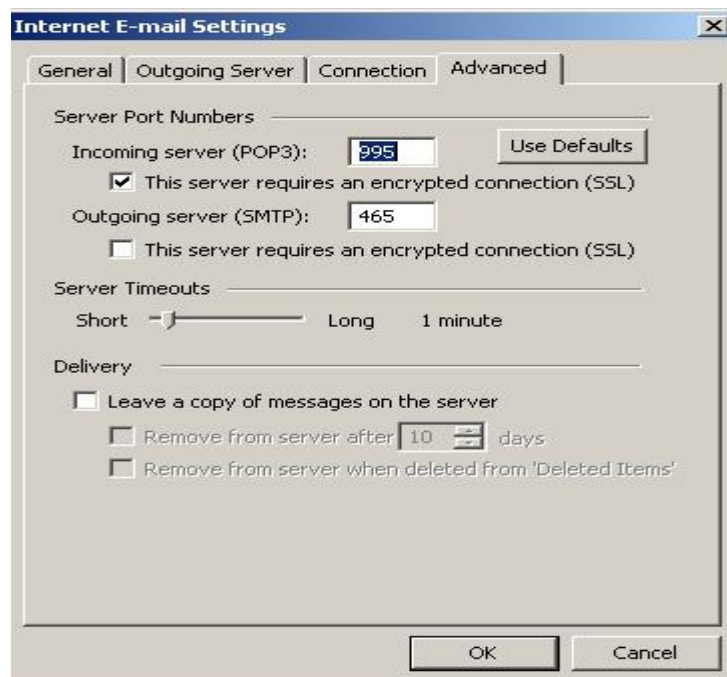 Internet E-mail Settings
General Outgoing Server Connection Advanced
Server Port Numbers
Incoming server (POP3): 995 Use Defaults
This server requires an encrypted connection (SSL)
Outgoing server (SMTP): 465
This server requires an encrypted connection (SSL)
Server Timeouts
Short Long 1 minute
Delivery
Leave a copy of messages on the server
Remove from server after 10 days
Remove from server when deleted from 'Deleted Items'
OK Cancel